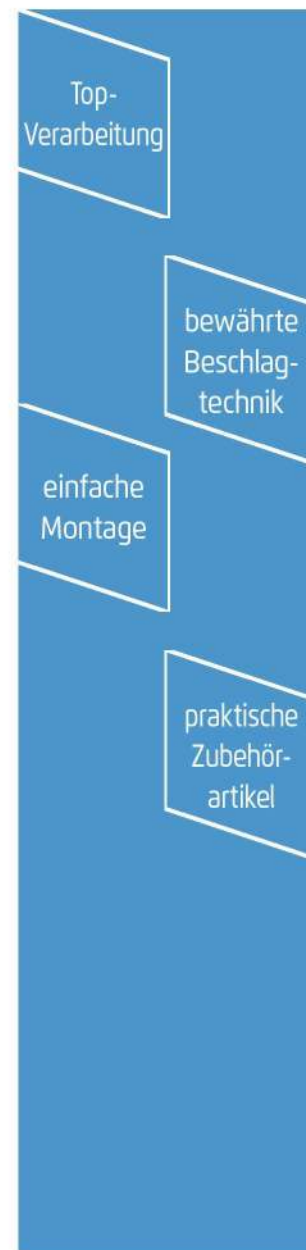 Top-
Verarbeitung
bewährte
Beschlag-
technik
einfache
Montage
praktische
Zubehör-
artikel